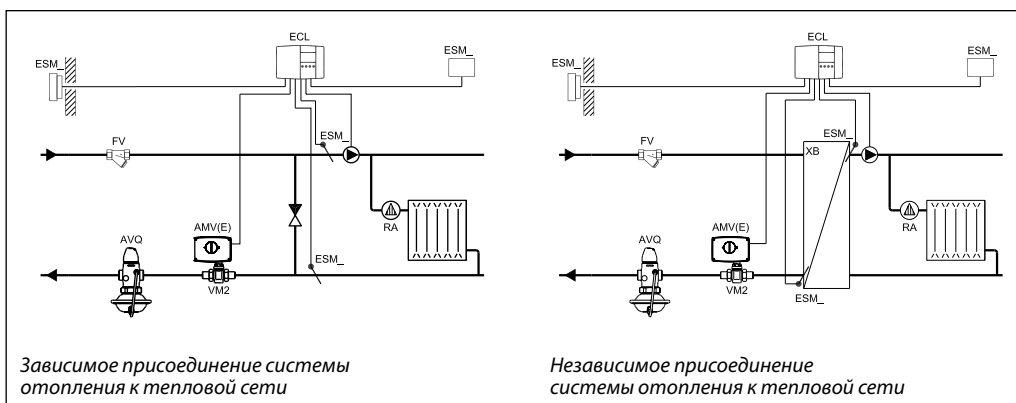 ECL
ESM_
ESM_
FV
ESM_
AMV(E)
RA
AVQ
ESM_
VM2
Зависимое присоединение системы
отопления к тепловой сети
ECL
ESM_
ESM_
FV
ESM_
XB
AMV(E)
RA
AVQ
VM2
ESM_
Независимое присоединение
системы отопления к тепловой сети